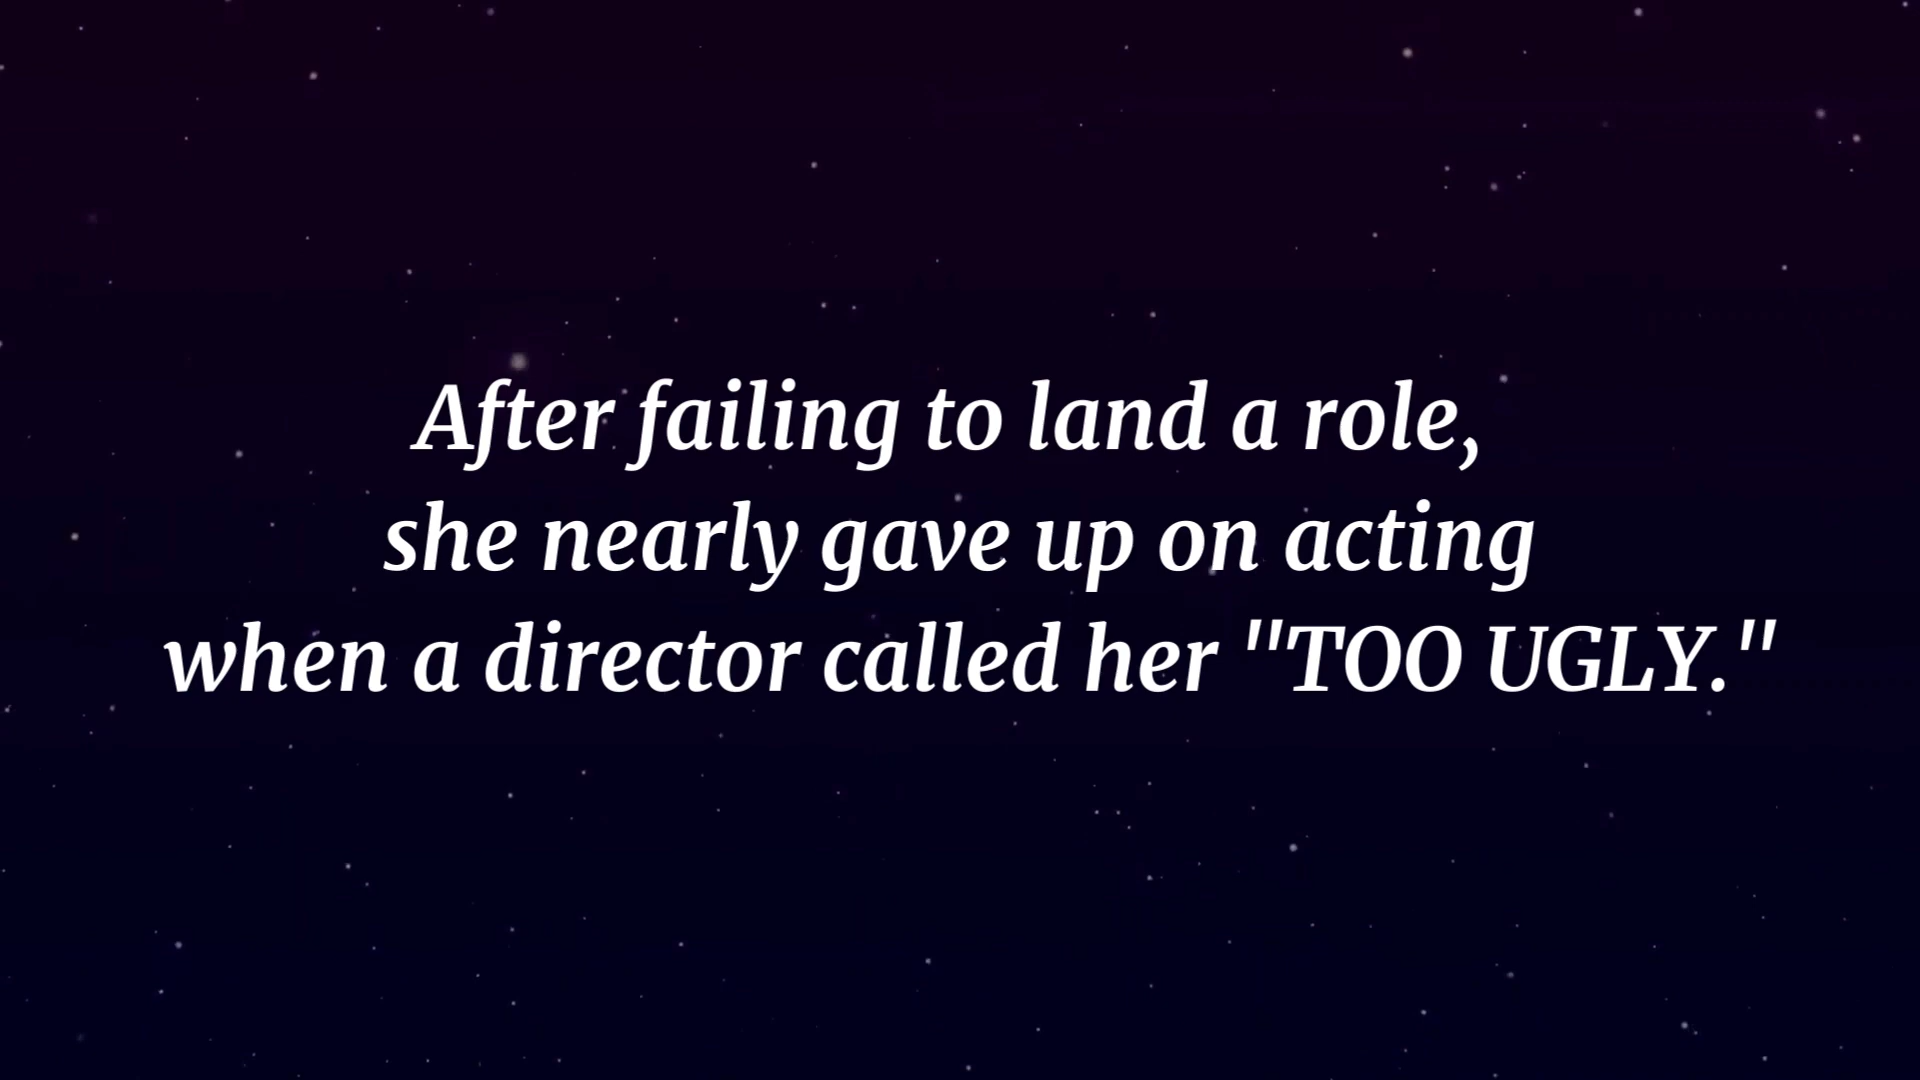 After failing to land a role,
she nearly gave up on acting
when a director called her "TOO UGLY."